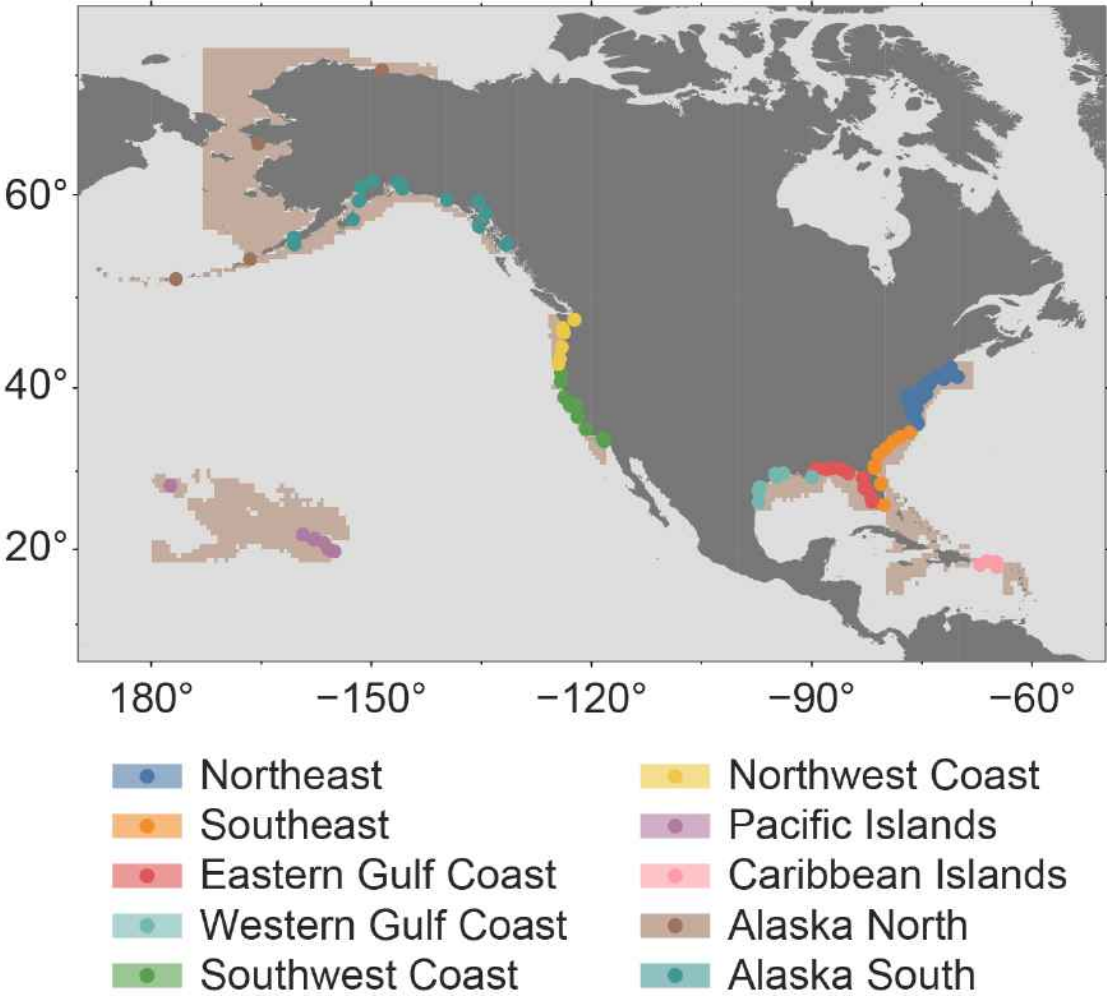 60°
40°
20°
180° −150° −120° −90° −60°
Northeast
Southeast
Eastern Gulf Coast
Western Gulf Coast
Southwest Coast
Northwest Coast
Pacific Islands
Caribbean Islands
Alaska North
Alaska South